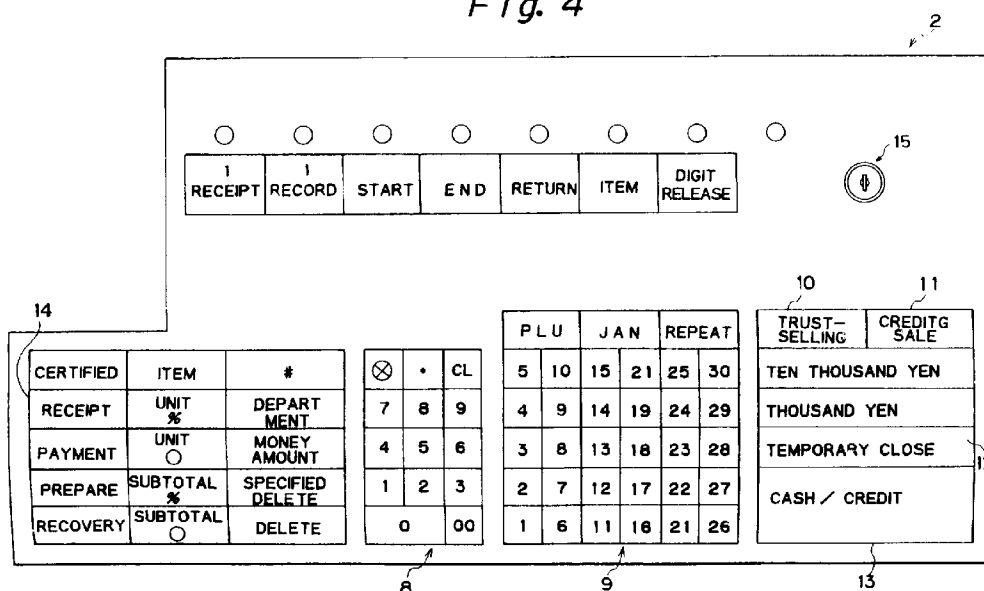 Fig. 4
2
1 RECEIPT
1 RECORD
START
END
RETURN
ITEM
DIGIT RELEASE
15
14
CERTIFIED ITEM #
RECEIPT UNIT % DEPART MENT
PAYMENT UNIT ○ MONEY AMOUNT
PREPARE SUBTOTAL % SPECIFIED DELETE
RECOVERY SUBTOTAL ○ DELETE
⊗ · CL
7 8 9
4 5 6
1 2 3
0 00
8
PLU JAN REPEAT
5 10 15 21 25 30
4 9 14 19 24 29
3 8 13 18 23 28
2 7 12 17 22 27
1 6 11 16 21 26
9
10
11
TRUST-SELLING
CREDITG SALE
TEN THOUSAND YEN
THOUSAND YEN
TEMPORARY CLOSE
CASH / CREDIT
13